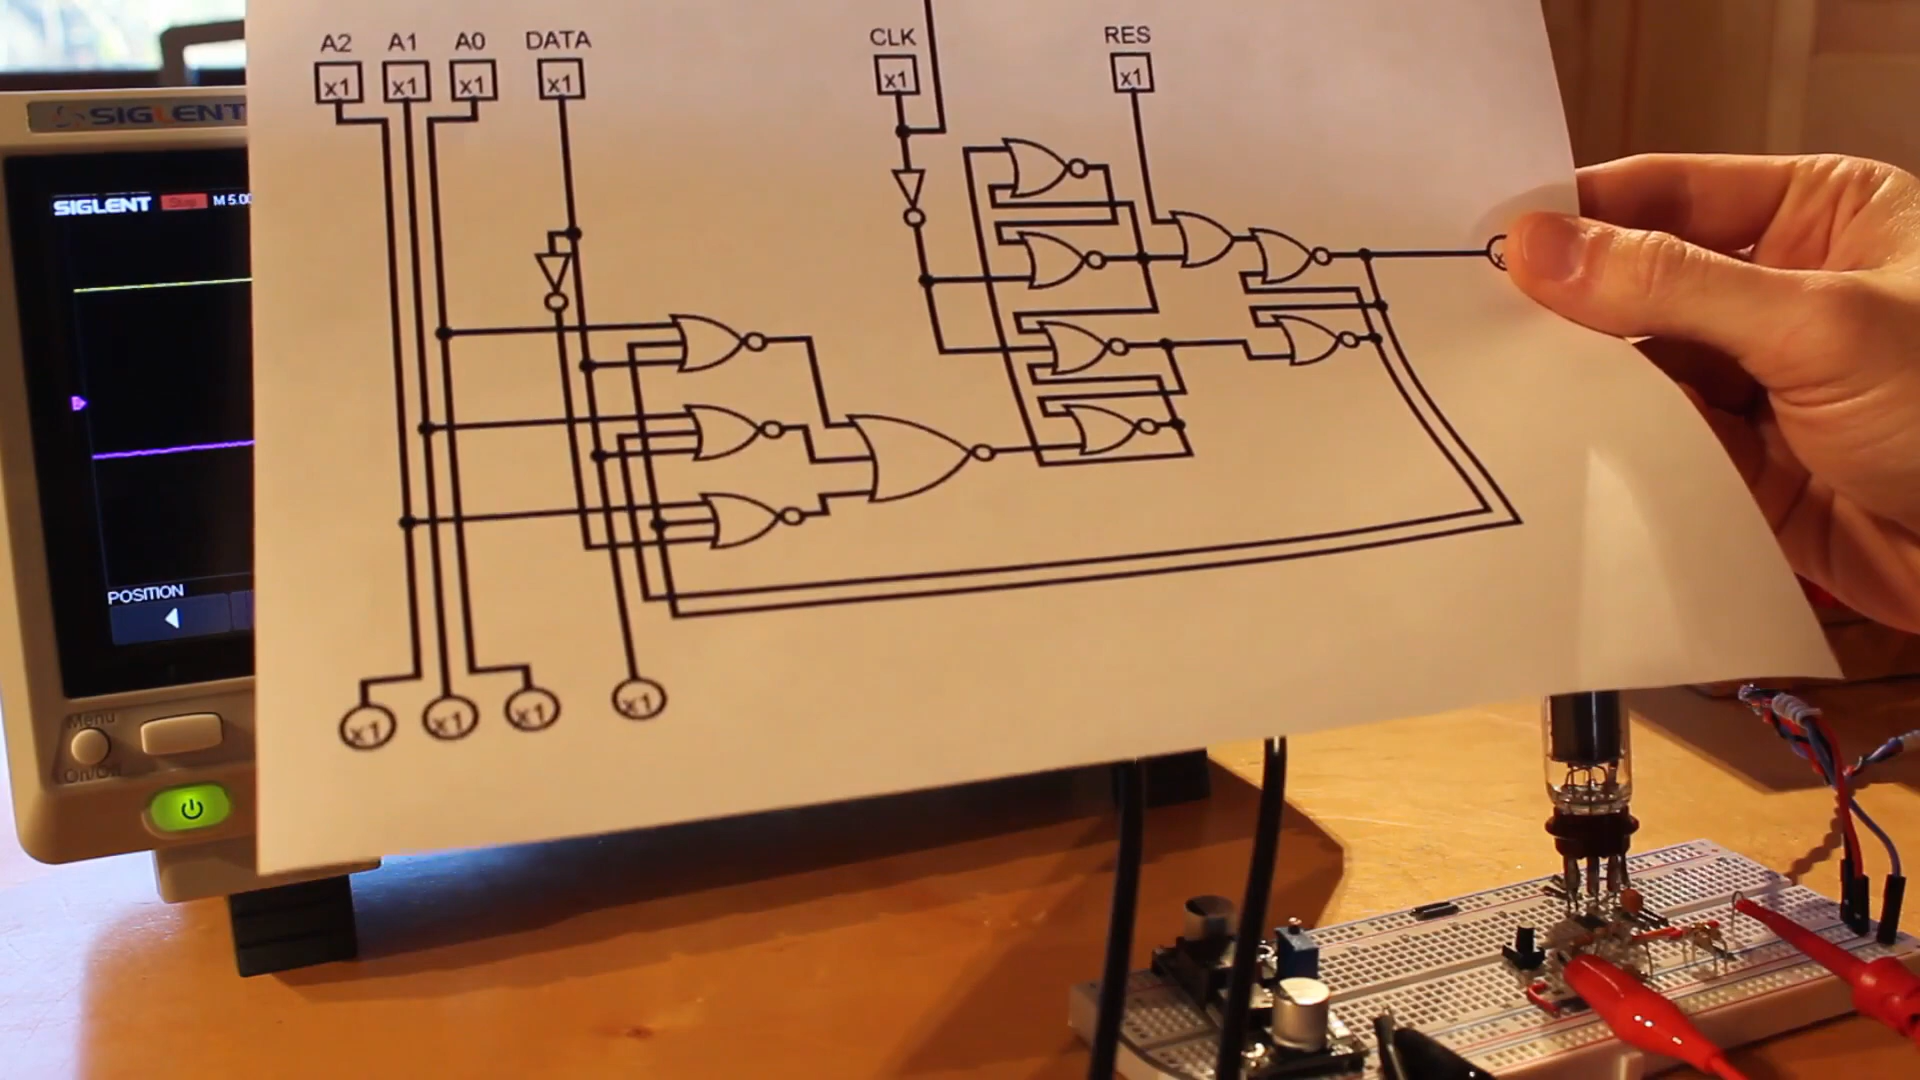 A2 A1 A0 DATA CLK RES
x1 x1 x1 x1 x1 x1
SIGLENT
SIGLENT Stop M 5.00
POSITION
Menu
On/Off
x1 x1 x1 x1